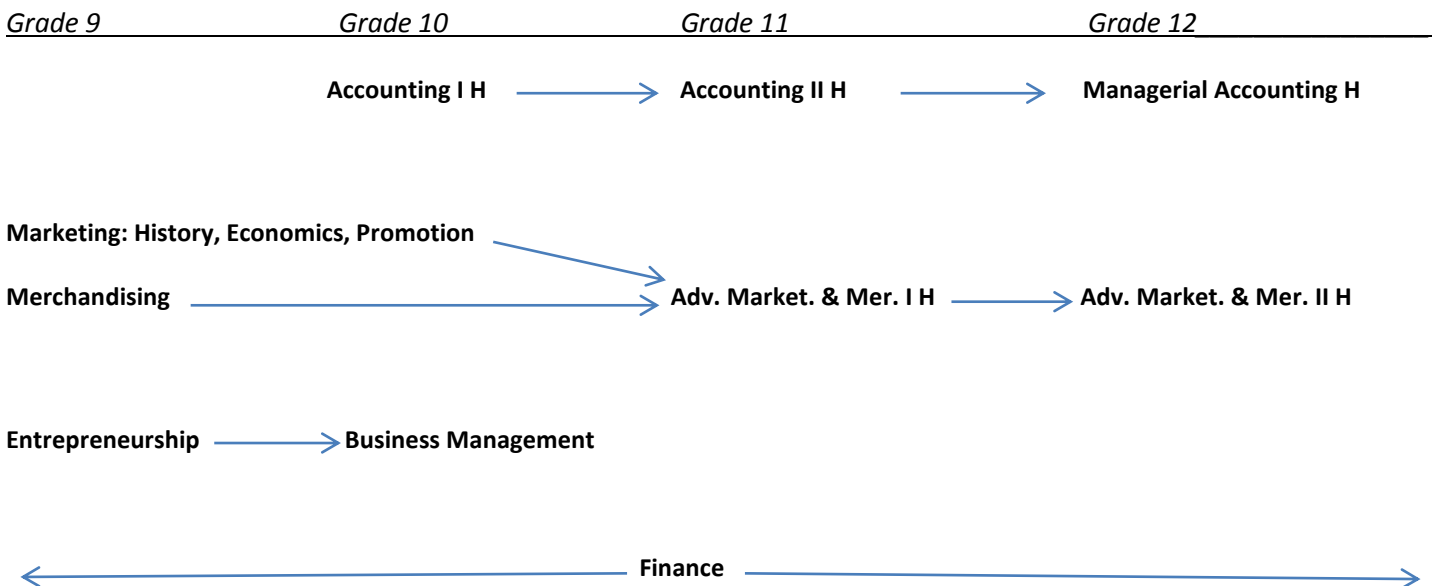 Grade 9 Grade 10 Grade 11 Grade 12
Accounting I H Accounting II H Managerial Accounting H
Marketing: History, Economics, Promotion
Merchandising Adv. Market. & Mer. I H Adv. Market. & Mer. II H
Entrepreneurship Business Management
Finance